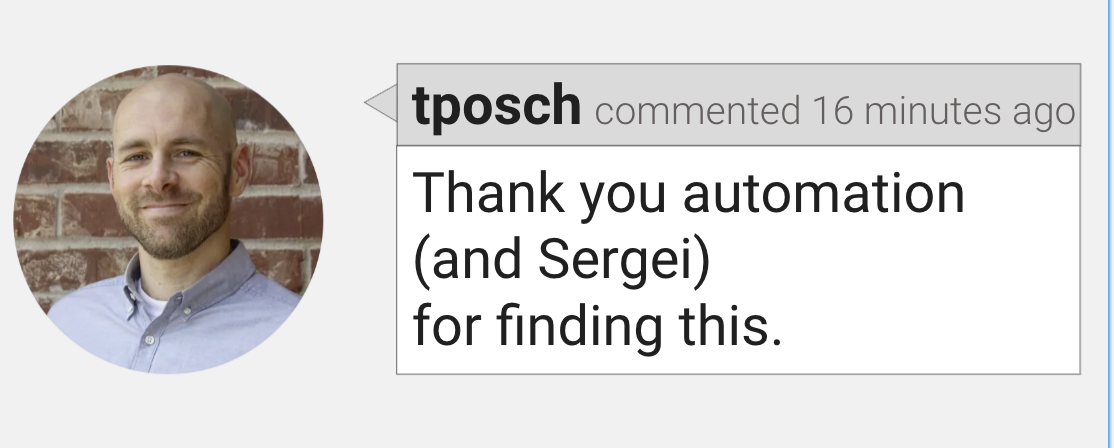 tposch commented 16 minutes ago
Thank you automation
(and Sergei)
for finding this.